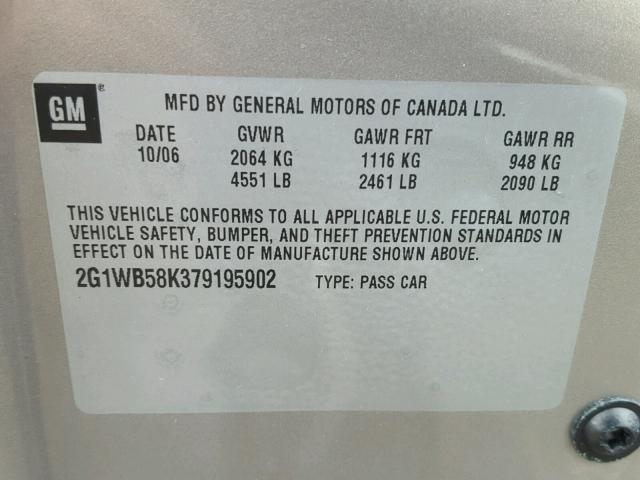 GM
MFD BY GENERAL MOTORS OF CANADA LTD.
DATE GVWR GAWR FRT GAWR RR
10/06 2064 KG 1116 KG 948 KG
4551 LB 2461 LB 2090 LB
THIS VEHICLE CONFORMS TO ALL APPLICABLE U.S. FEDERAL MOTOR
VEHICLE SAFETY, BUMPER, AND THEFT PREVENTION STANDARDS IN
EFFECT ON THE DATE OF MANUFACTURE SHOWN ABOVE.
2G1WB58K379195902 TYPE: PASS CAR